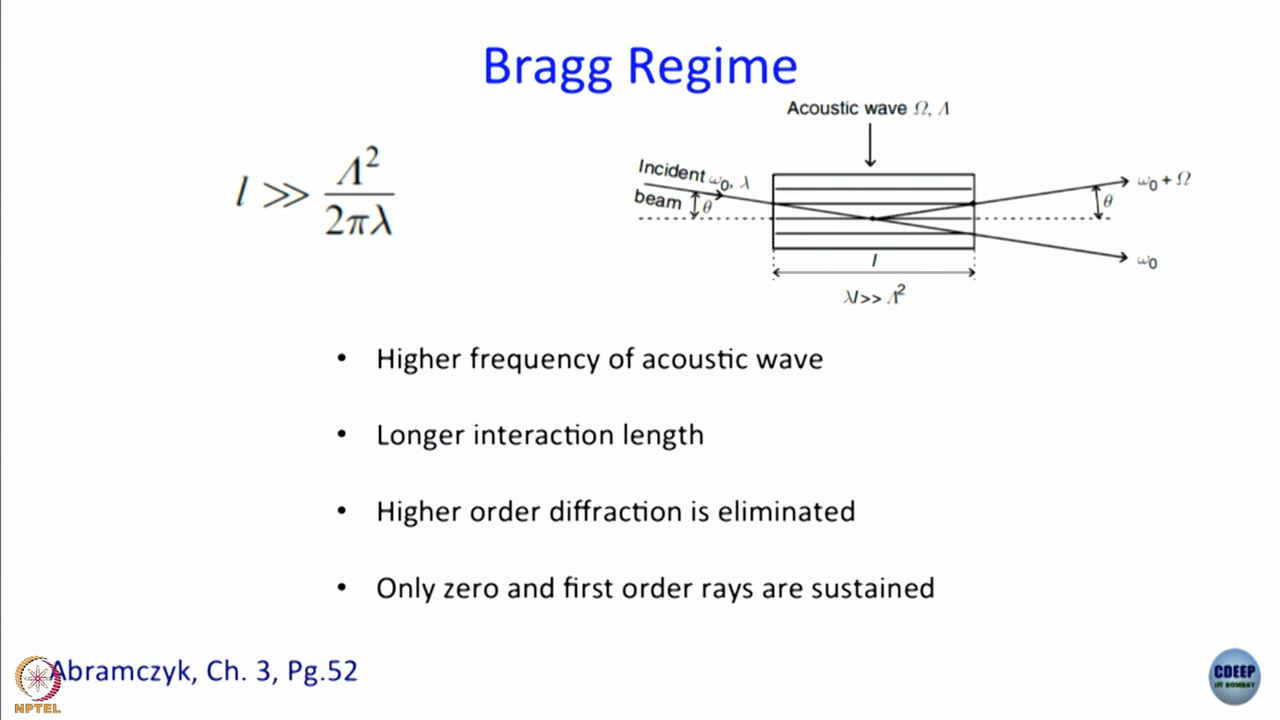 Bragg Regime
l ≫ Λ² / 2πλ
Acoustic wave Ω, Λ
Incident ω₀, λ
beam θ
ω₀ + Ω
θ
ω₀
l
λl >> Λ²
• Higher frequency of acoustic wave
• Longer interaction length
• Higher order diffraction is eliminated
• Only zero and first order rays are sustained
Abramczyk, Ch. 3, Pg.52
NPTEL
CDEEP
IIT BOMBAY